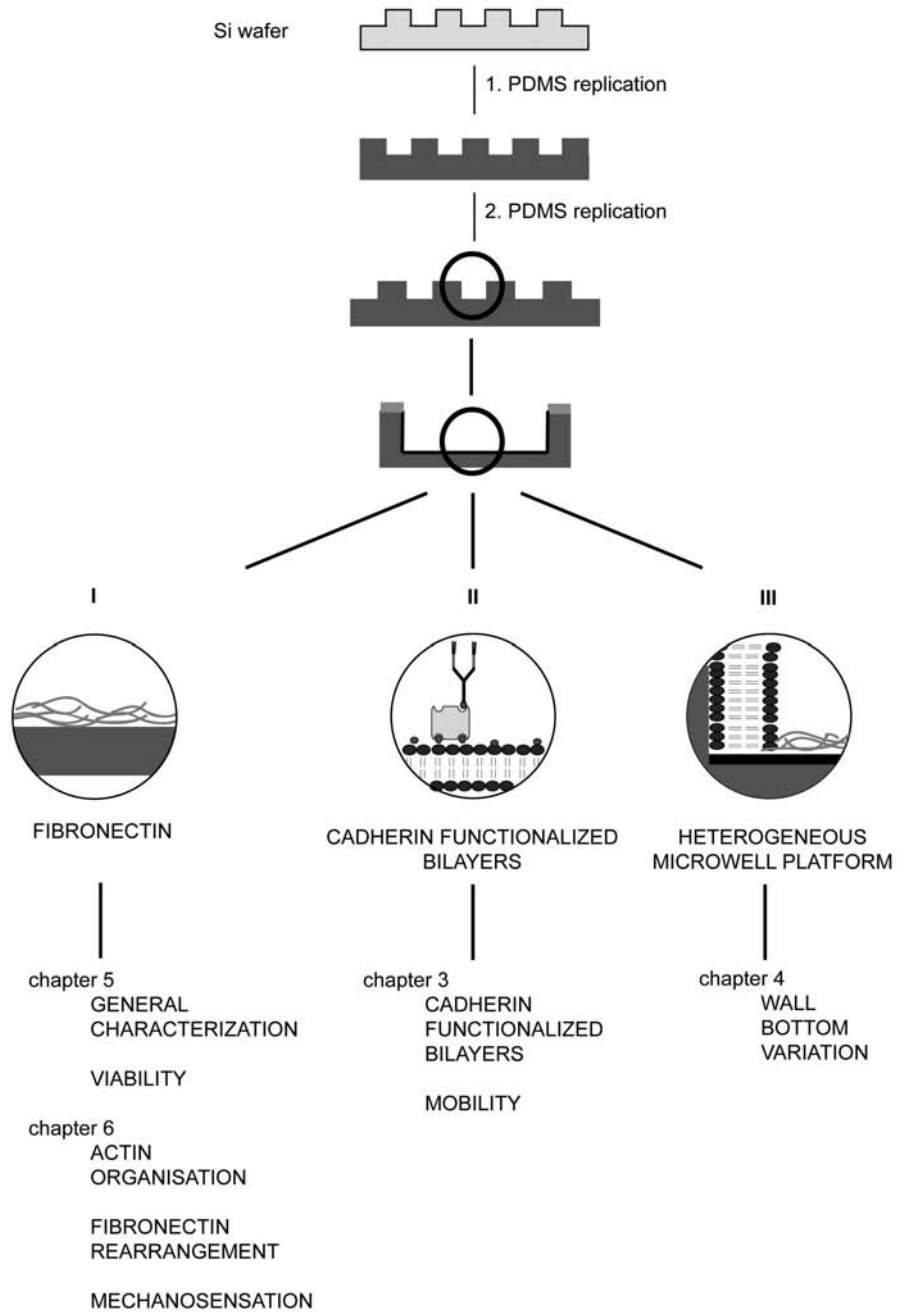 Si wafer
1. PDMS replication
2. PDMS replication
I
II
III
FIBRONECTIN
CADHERIN FUNCTIONALIZED
BILAYERS
HETEROGENEOUS
MICROWELL PLATFORM
chapter 5
GENERAL
CHARACTERIZATION
VIABILITY
chapter 6
ACTIN
ORGANISATION
FIBRONECTIN
REARRANGEMENT
MECHANOSENSATION
chapter 3
CADHERIN
FUNCTIONALIZED
BILAYERS
MOBILITY
chapter 4
WALL
BOTTOM
VARIATION